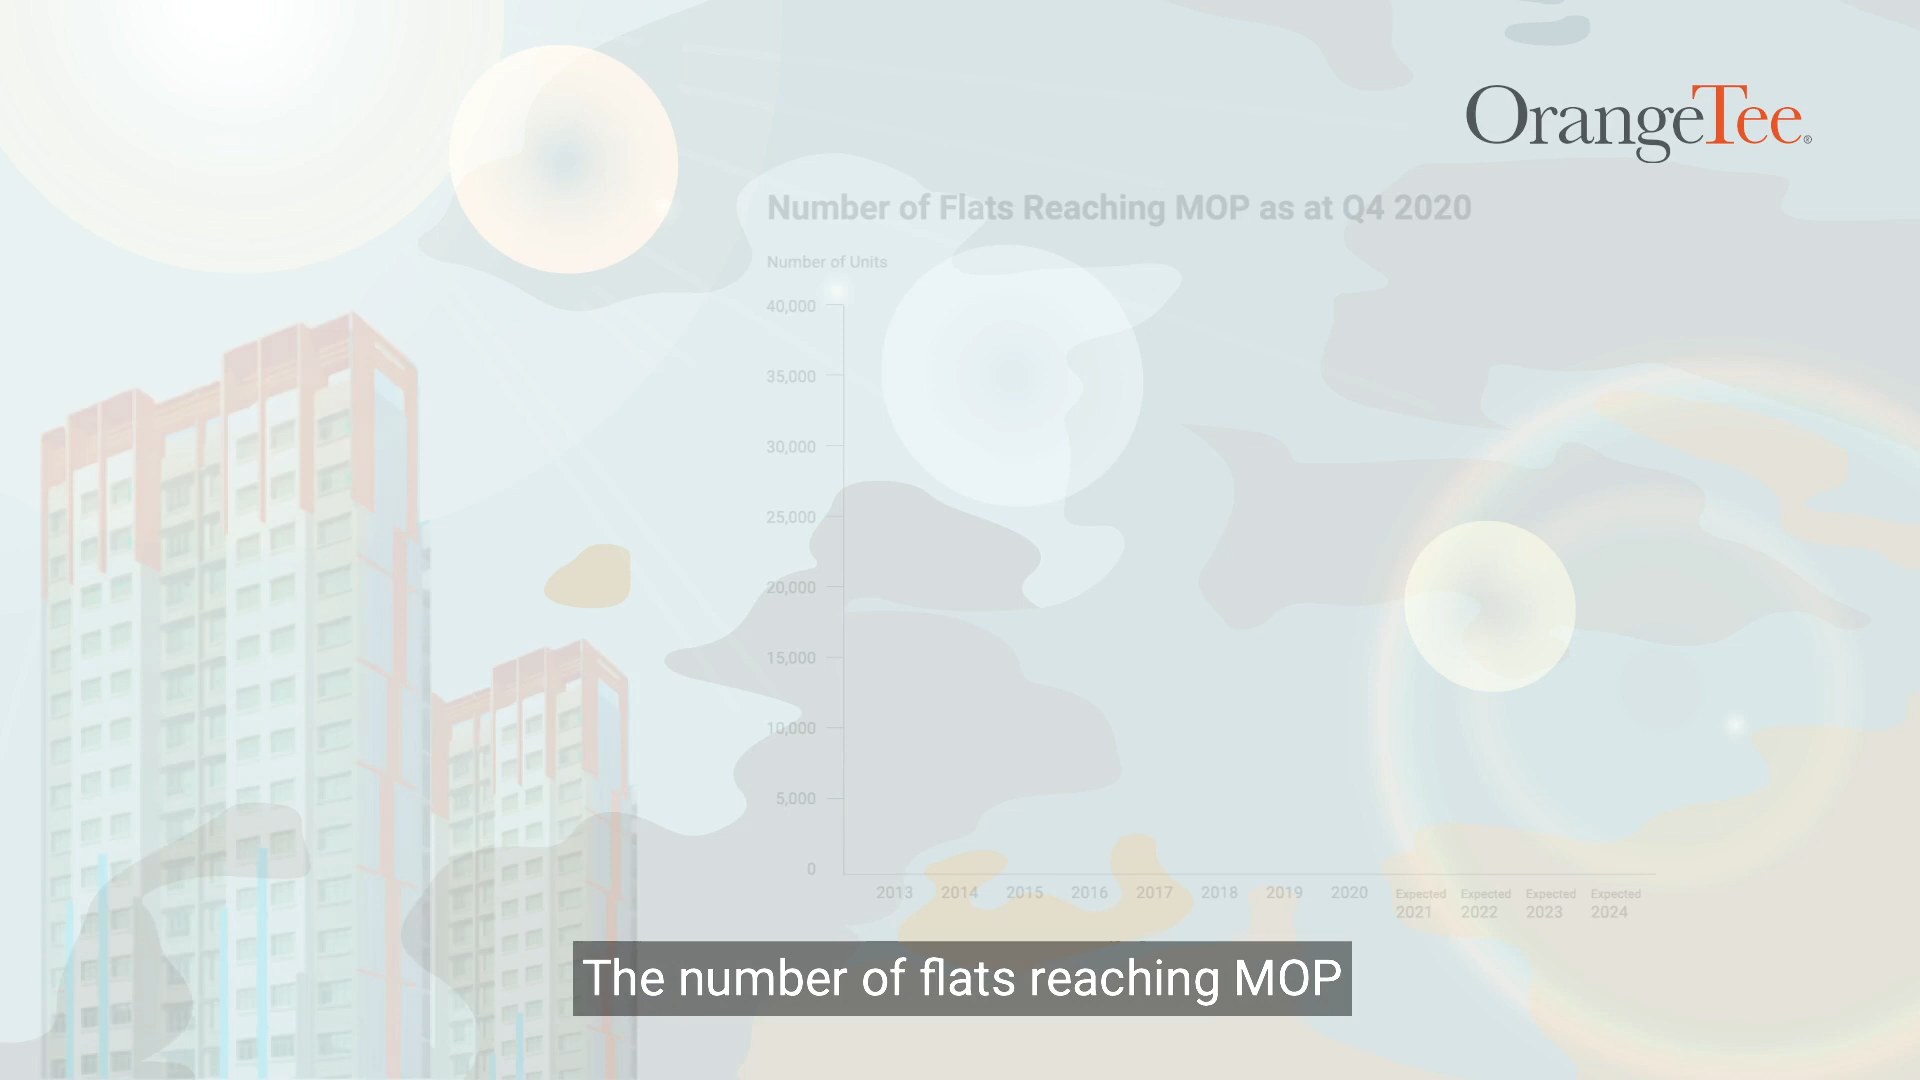 OrangeTee®
Number of Flats Reaching MOP as at Q4 2020
Number of Units
40,000
35,000
30,000
25,000
20,000
15,000
10,000
5,000
0
2013 2014 2015 2016 2017 2018 2019 2020 Expected 2021 Expected 2022 Expected 2023 Expected 2024
The number of flats reaching MOP